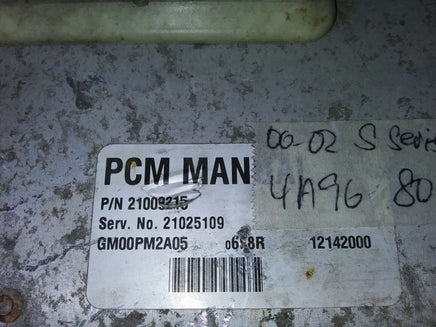 00-02 S Series
PCM MAN
4A96 80
P/N 21009215
Serv. No. 21025109
GM00PM2A05 12142000